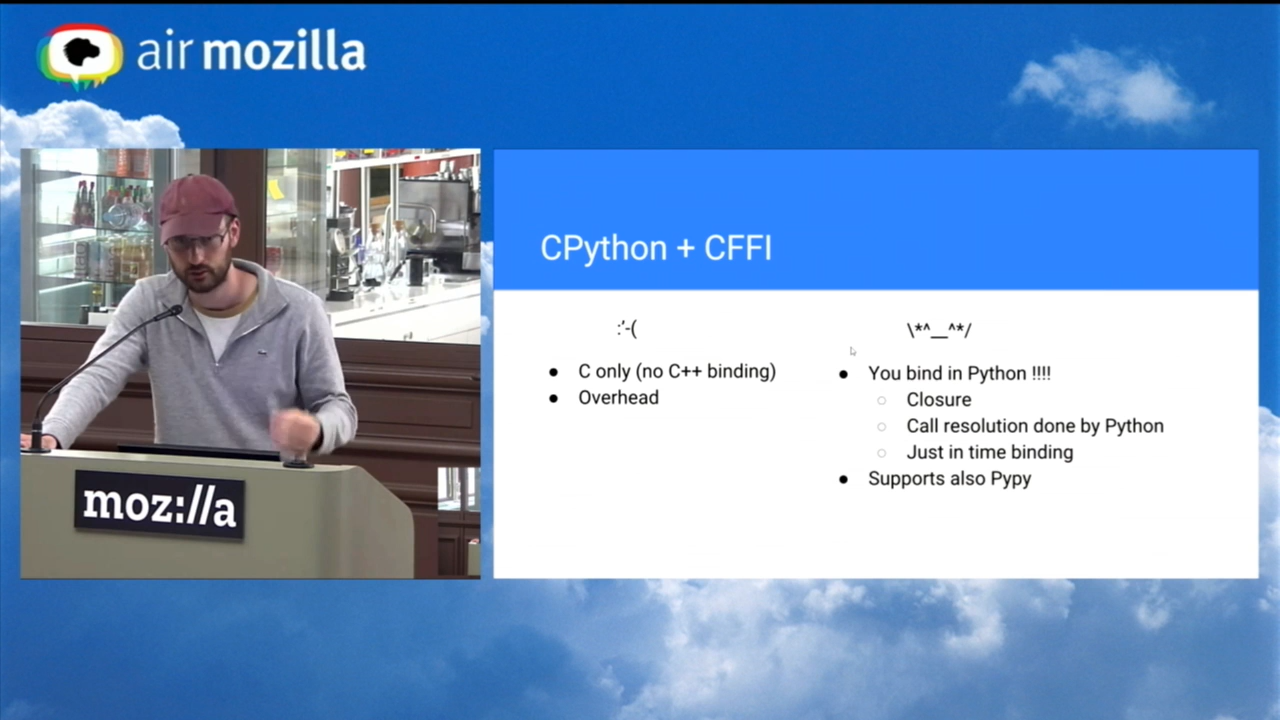 air mozilla
moz://a
CPython + CFFI
:'-(
● C only (no C++ binding)
● Overhead
\*^__^*/
● You bind in Python !!!!
○ Closure
○ Call resolution done by Python
○ Just in time binding
● Supports also Pypy